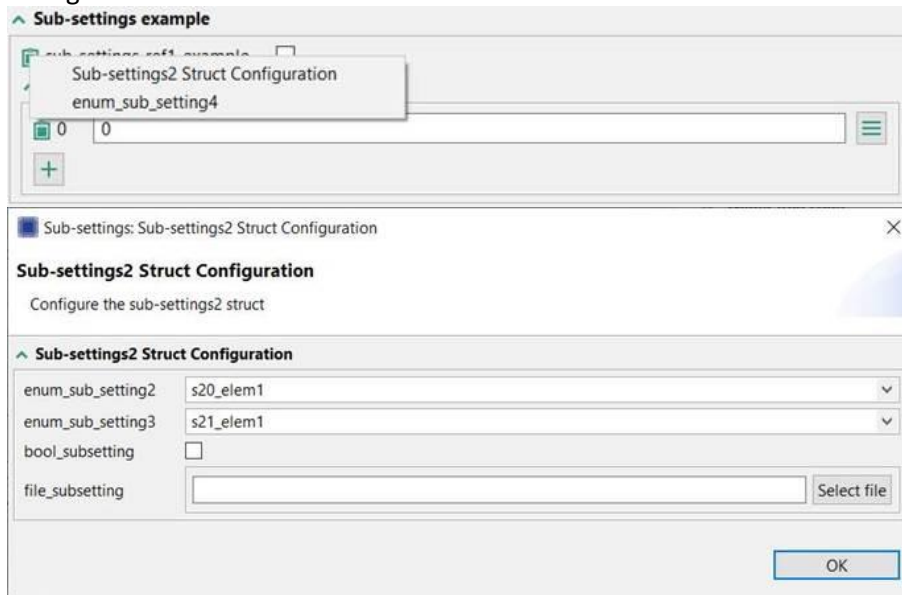 Sub-settings example
Sub-settings2 Struct Configuration
enum_sub_setting4
0 0
+
Sub-settings: Sub-settings2 Struct Configuration
Sub-settings2 Struct Configuration
Configure the sub-settings2 struct
Sub-settings2 Struct Configuration
enum_sub_setting2 s20_elem1
enum_sub_setting3 s21_elem1
bool_subsetting
file_subsetting Select file
OK